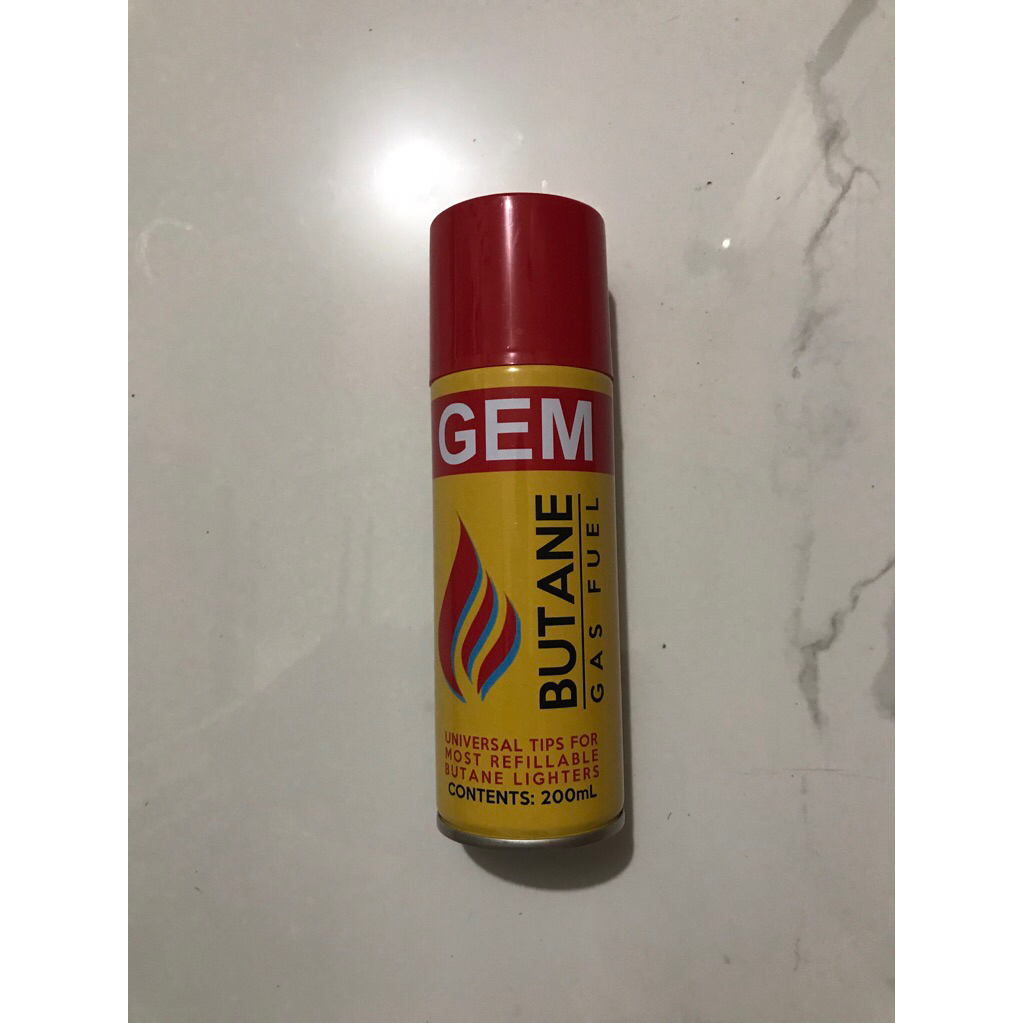 GEM
BUTANE
GAS FUEL
UNIVERSAL TIPS FOR
MOST REFILLABLE
BUTANE LIGHTERS
CONTENTS: 200mL